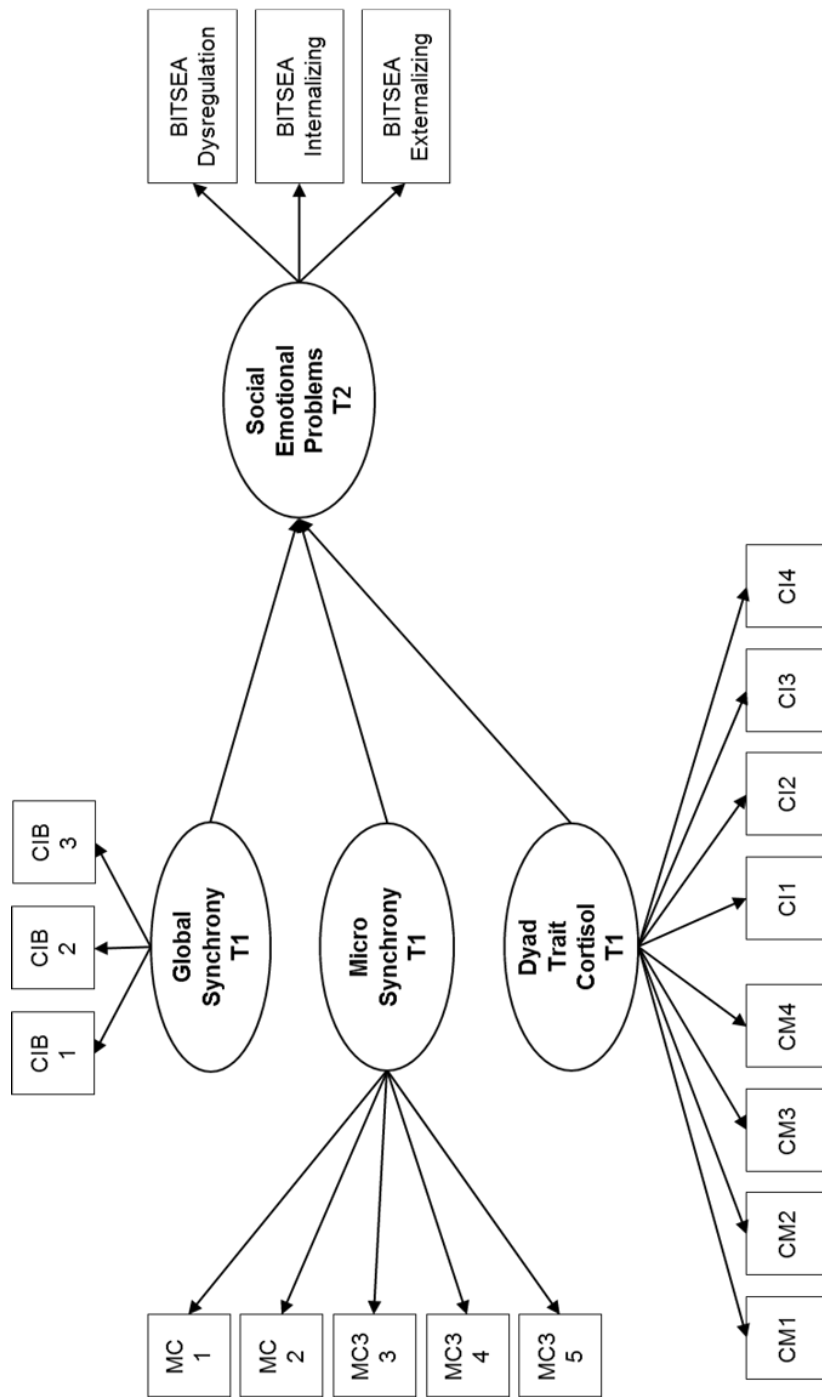 CIB
1
CIB
2
CIB
3
Global
Synchrony
T1
MC
1
MC
2
MC3
3
MC3
4
MC3
5
Micro
Synchrony
T1
Social
Emotional
Problems
T2
BITSEA
Dysregulation
BITSEA
Internalizing
BITSEA
Externalizing
Dyad
Trait
Cortisol
T1
CM1
CM2
CM3
CM4
CI1
CI2
CI3
CI4